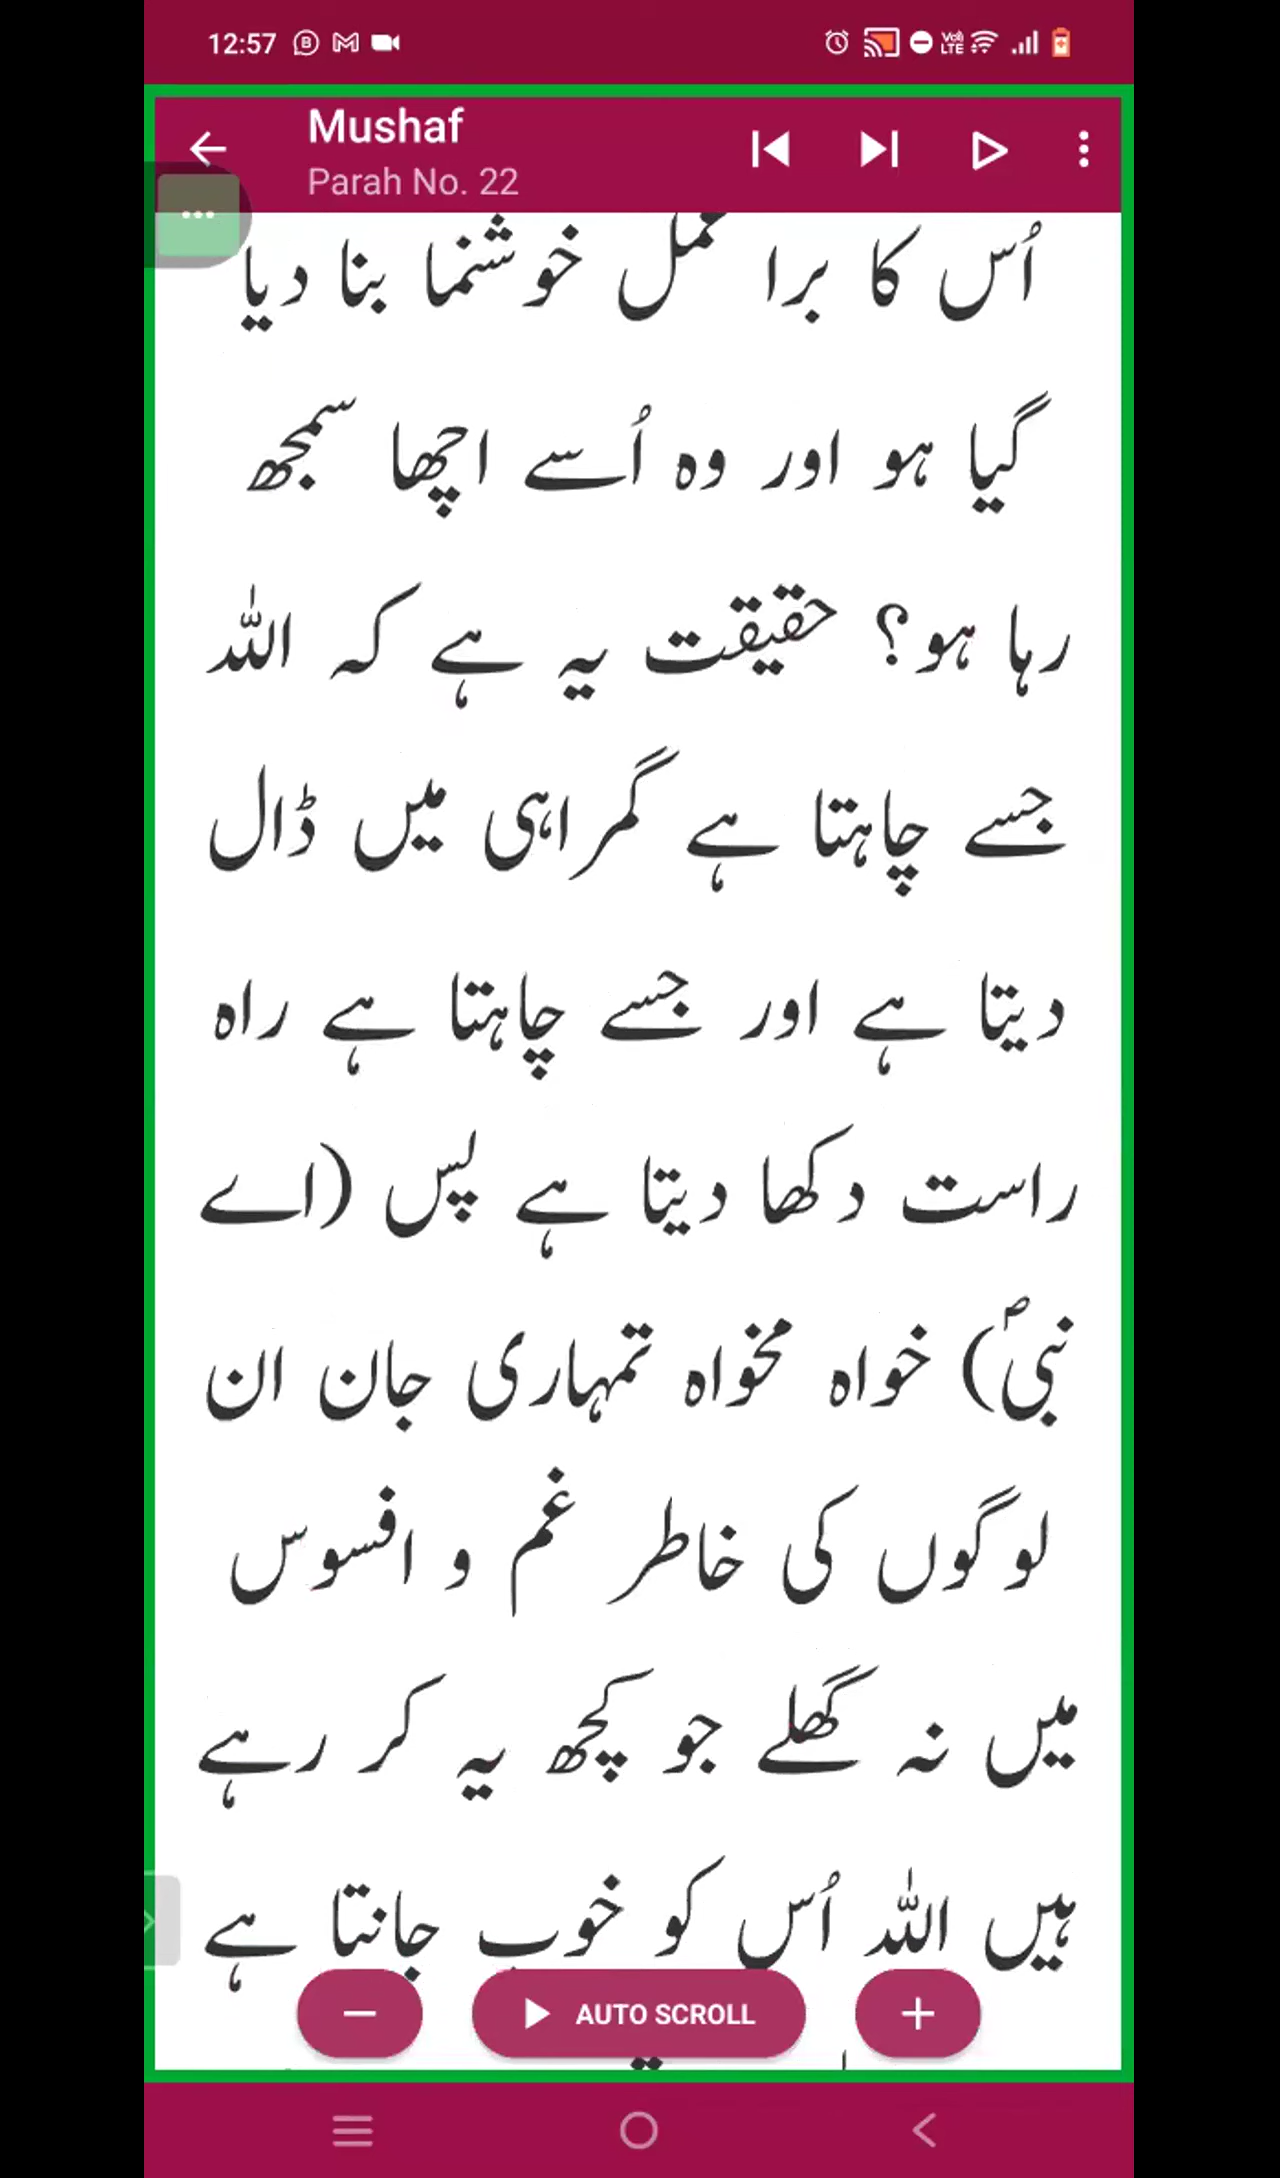 12:57
Mushaf
Parah No. 22
اُس کا برا عمل خوشنما بنا دیا
گیا ہو اور وہ اُسے اچھا سمجھ
رہا ہو؟ حقیقت یہ ہے کہ اللہ
جسے چاہتا ہے گمراہی میں ڈال
دیتا ہے اور جسے چاہتا ہے راہ
راست دکھا دیتا ہے پس (اے
نبیؐ) خواہ مخواہ تمہاری جان ان
لوگوں کی خاطر غم و افسوس
میں نہ گھلے جو کچھ یہ کر رہے
ہیں اللہ اُس کو خوب جانتا ہے
AUTO SCROLL